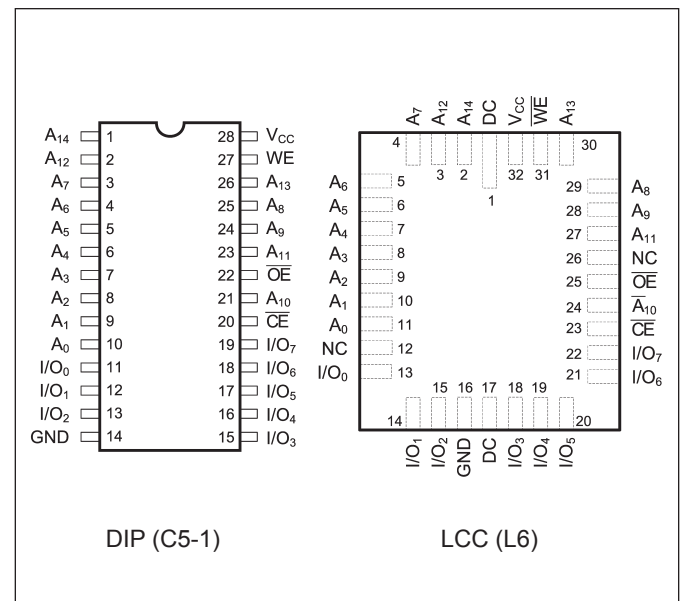 A₁₄ 1 28 VCC
A₁₂ 2 27 WE
A₇ 3 26 A₁₃
A₆ 4 25 A₈
A₅ 5 24 A₉
A₄ 6 23 A₁₁
A₃ 7 22 O̅E̅
A₂ 8 21 A₁₀
A₁ 9 20 C̅E̅
A₀ 10 19 I/O₇
I/O₀ 11 18 I/O₆
I/O₁ 12 17 I/O₅
I/O₂ 13 16 I/O₄
GND 14 15 I/O₃
DIP (C5-1)
A₇ A₁₂ A₁₄ DC VCC W̅E̅ A₁₃
4 3 2 1 32 31 30
A₆ 5 29 A₈
A₅ 6 28 A₉
A₄ 7 27 A₁₁
A₃ 8 26 NC
A₂ 9 25 O̅E̅
A₁ 10 24 A̅₁₀
A₀ 11 23 C̅E̅
NC 12 22 I/O₇
I/O₀ 13 21 I/O₆
14 15 16 17 18 19 20
I/O₁ I/O₂ GND DC I/O₃ I/O₄ I/O₅
LCC (L6)